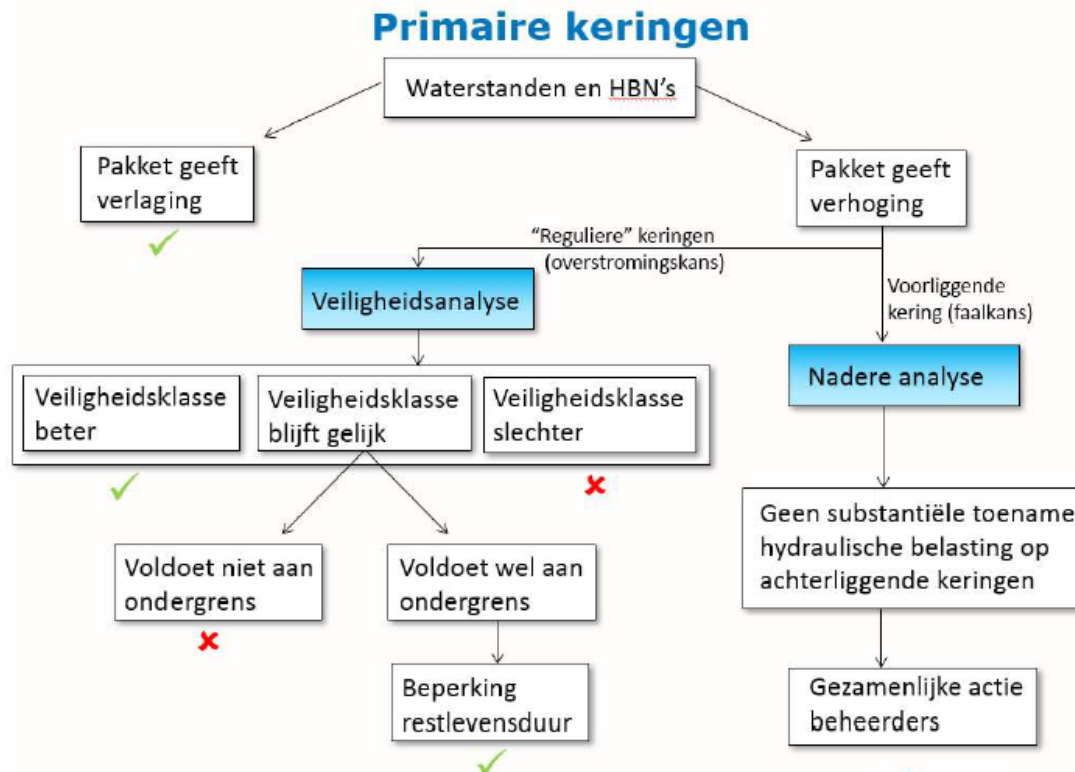 Primaire keringen
Waterstanden en HBN's
Pakket geeft
verlaging
Pakket geeft
verhoging
"Reguliere" keringen
(overstromingskans)
Voorliggende
kering (faalkans)
Veiligheidsanalyse
Nadere analyse
Veiligheidsklasse
beter
Veiligheidsklasse
blijft gelijk
Veiligheidsklasse
slechter
Geen substantiële toename
hydraulische belasting op
achterliggende keringen
Voldoet niet aan
ondergrens
Voldoet wel aan
ondergrens
Beperking
restlevensduur
Gezamenlijke actie
beheerders